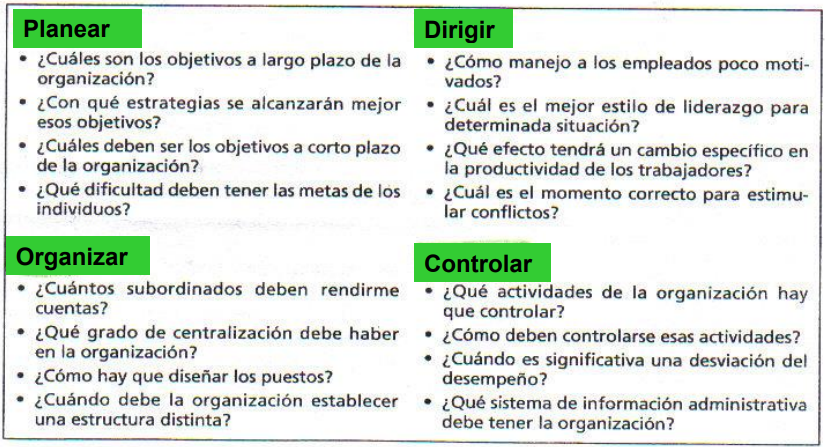 Planear
• ¿Cuáles son los objetivos a largo plazo de la
organización?
• ¿Con qué estrategias se alcanzarán mejor
esos objetivos?
• ¿Cuáles deben ser los objetivos a corto plazo
de la organización?
• ¿Qué dificultad deben tener las metas de los
individuos?
Organizar
• ¿Cuántos subordinados deben rendirme
cuentas?
• ¿Qué grado de centralización debe haber
en la organización?
• ¿Cómo hay que diseñar los puestos?
• ¿Cuándo debe la organización establecer
una estructura distinta?
Dirigir
• ¿Cómo manejo a los empleados poco moti-
vados?
• ¿Cuál es el mejor estilo de liderazgo para
determinada situación?
• ¿Qué efecto tendrá un cambio específico en
la productividad de los trabajadores?
• ¿Cuál es el momento correcto para estimu-
lar conflictos?
Controlar
• ¿Qué actividades de la organización hay
que controlar?
• ¿Cómo deben controlarse esas actividades?
• ¿Cuándo es significativa una desviación del
desempeño?
• ¿Qué sistema de información administrativa
debe tener la organización?